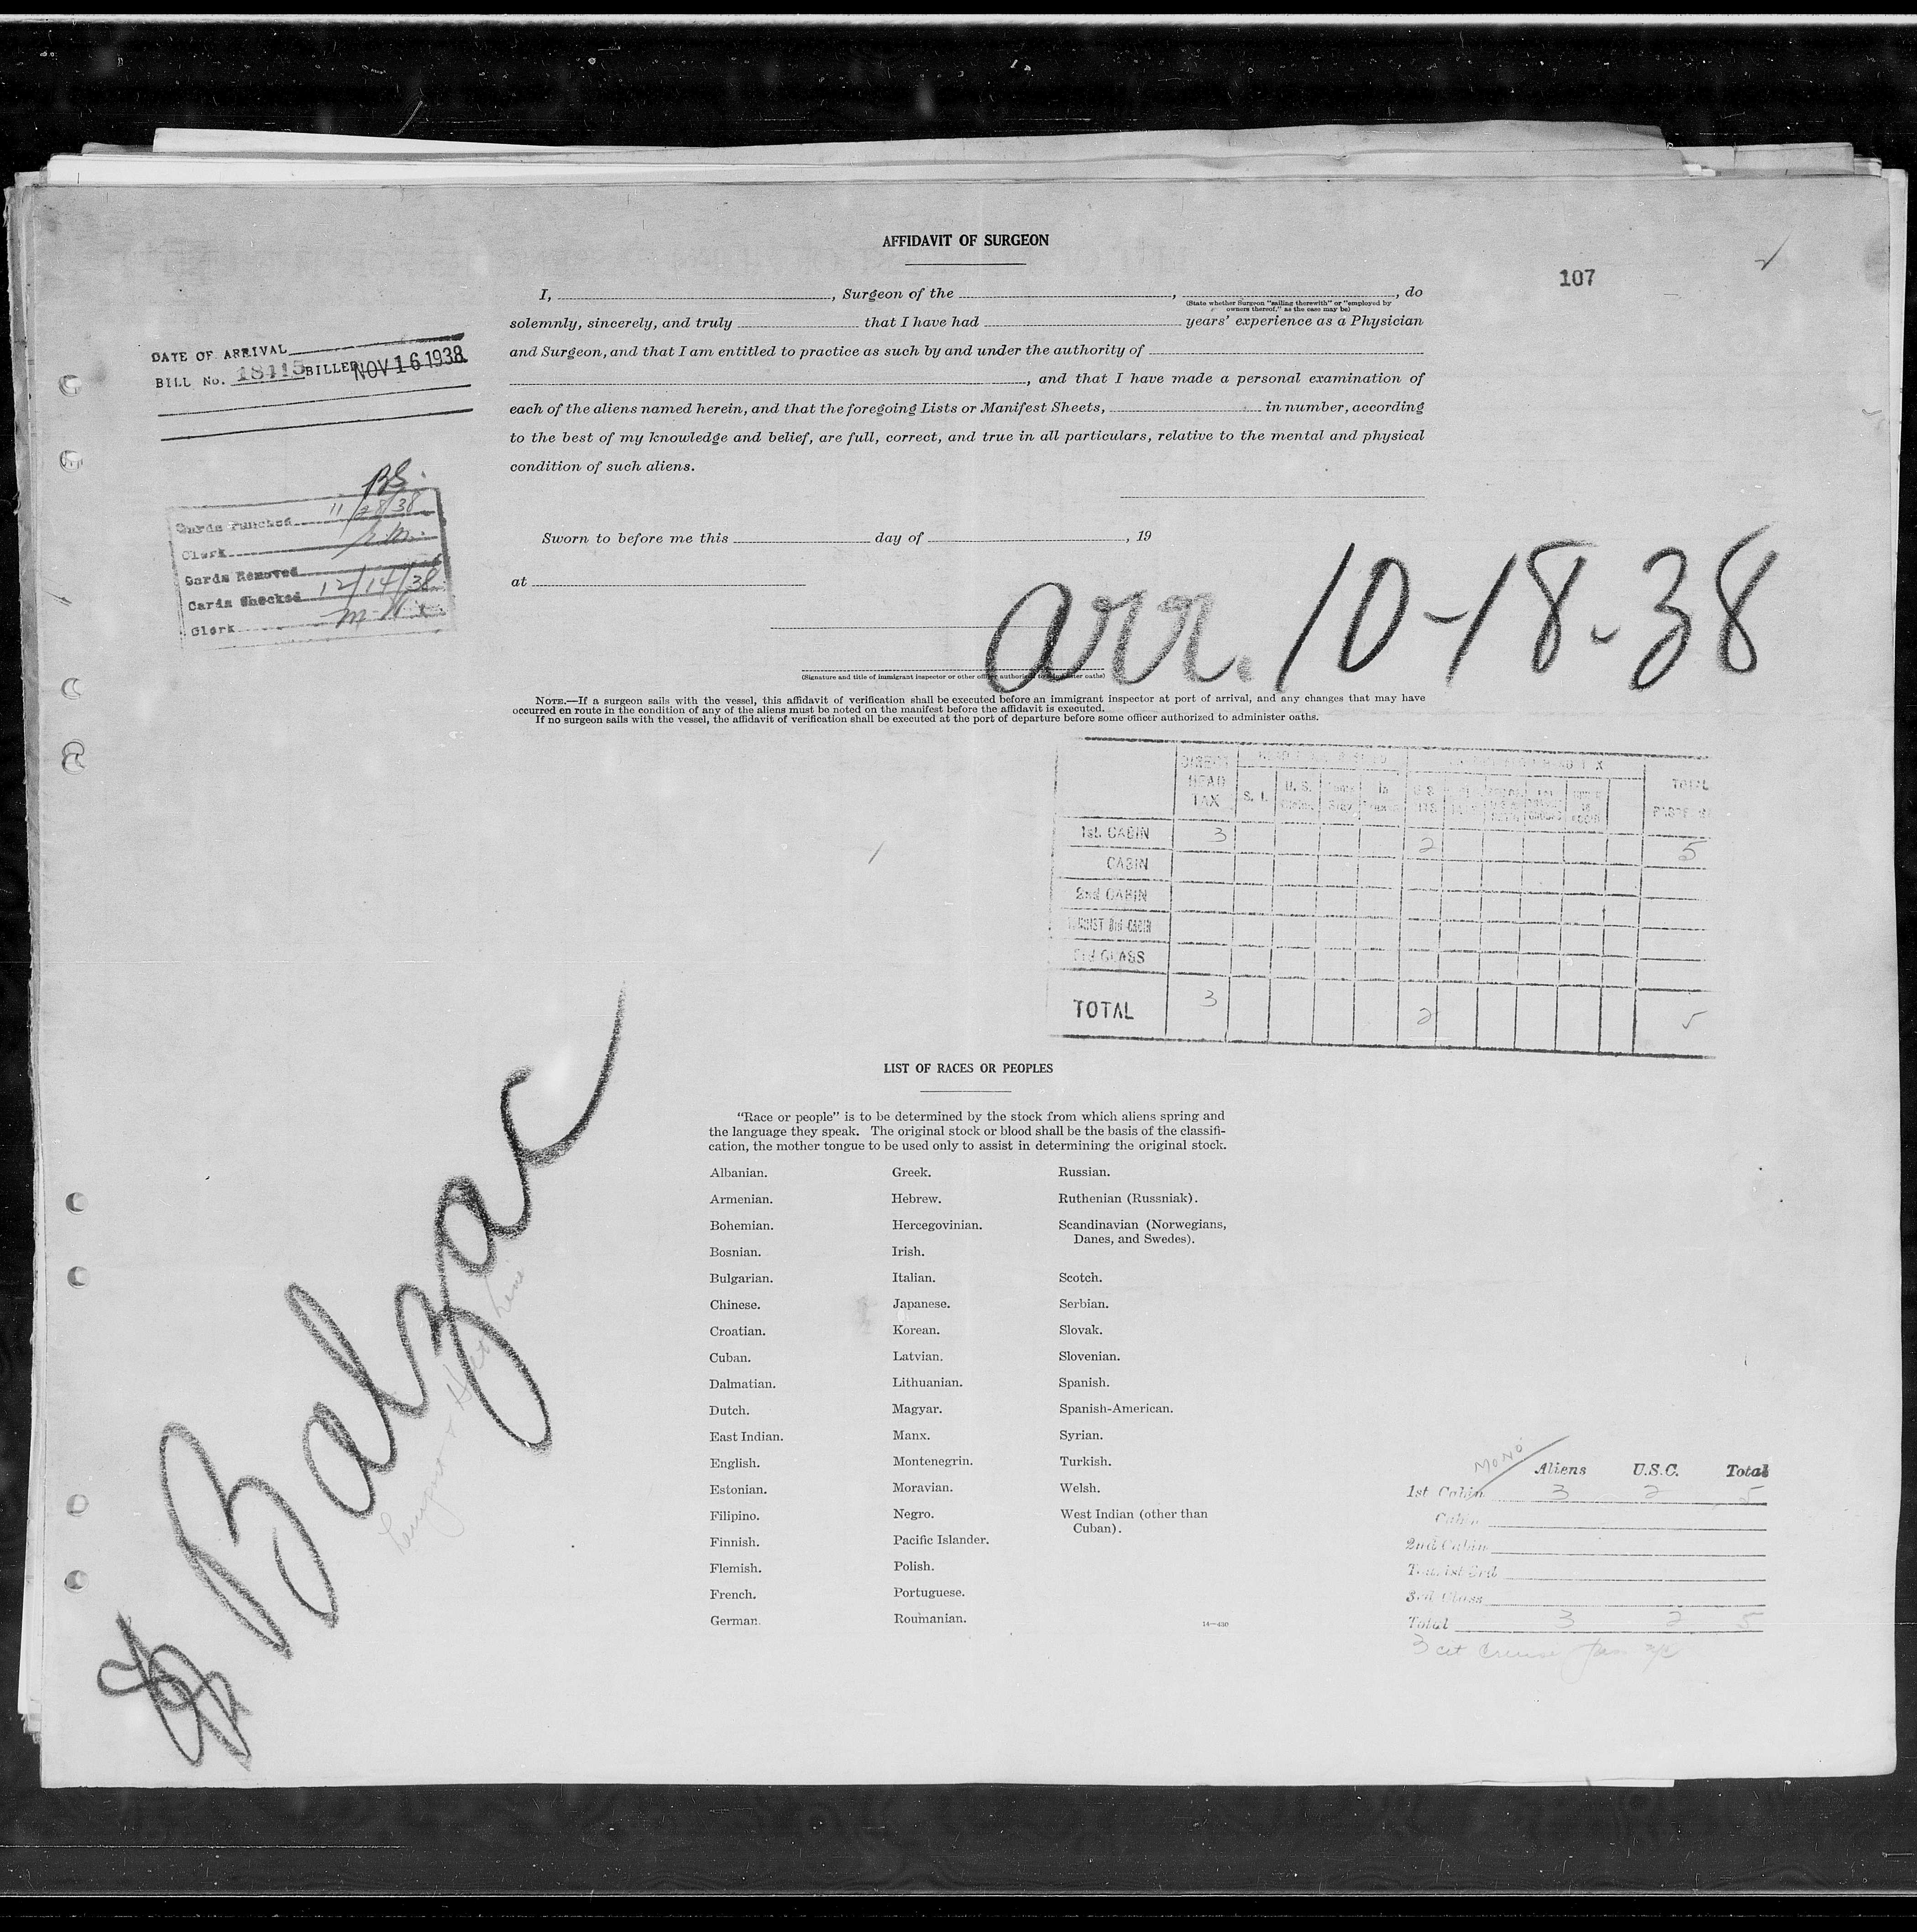 AFFIDAVIT OF SURGEON
107
I, , Surgeon of the , , do
(State whether Surgeon "sailing therewith" or "employed by
owners thereof," as the case may be)
solemnly, sincerely, and truly that I have had years' experience as a Physician
and Surgeon, and that I am entitled to practice as such by and under the authority of
, and that I have made a personal examination of
each of the aliens named herein, and that the foregoing Lists or Manifest Sheets, in number, according
to the best of my knowledge and belief, are full, correct, and true in all particulars, relative to the mental and physical
condition of such aliens.
DATE OF ARRIVAL
BILL No. 18115 BILLED NOV 16 1938
BS.
Cards Punched 11/28/38
Clerk
Cards Removed
Cards Checked 12/14/38
Clerk
Sworn to before me this day of , 19
at
arr. 10-18-38
(Signature and title of immigrant inspector or other officer authorized to administer oaths)
NOTE.—If a surgeon sails with the vessel, this affidavit of verification shall be executed before an immigrant inspector at port of arrival, and any changes that may have
occurred en route in the condition of any of the aliens must be noted on the manifest before the affidavit is executed.
If no surgeon sails with the vessel, the affidavit of verification shall be executed at the port of departure before some officer authorized to administer oaths.
DIRECT HEAD TAX S. I. U. S. TOTAL
1st. CABIN 3 2 5
CABIN
2nd CABIN
TOURIST 3rd CABIN
3rd CLASS
TOTAL 3 2 5
Balzac
LIST OF RACES OR PEOPLES
"Race or people" is to be determined by the stock from which aliens spring and
the language they speak. The original stock or blood shall be the basis of the classifi-
cation, the mother tongue to be used only to assist in determining the original stock.
Albanian.
Armenian.
Bohemian.
Bosnian.
Bulgarian.
Chinese.
Croatian.
Cuban.
Dalmatian.
Dutch.
East Indian.
English.
Estonian.
Filipino.
Finnish.
Flemish.
French.
German.
Greek.
Hebrew.
Hercegovinian.
Irish.
Italian.
Japanese.
Korean.
Latvian.
Lithuanian.
Magyar.
Manx.
Montenegrin.
Moravian.
Negro.
Pacific Islander.
Polish.
Portuguese.
Roumanian.
Russian.
Ruthenian (Russniak).
Scandinavian (Norwegians,
Danes, and Swedes).
Scotch.
Serbian.
Slovak.
Slovenian.
Spanish.
Spanish-American.
Syrian.
Turkish.
Welsh.
West Indian (other than
Cuban).
14—430
Aliens U.S.C. Total
1st Cabin 3 2 5
Cabin
2nd Cabin
Tourist 3rd
3rd Class
Total 3 2 5